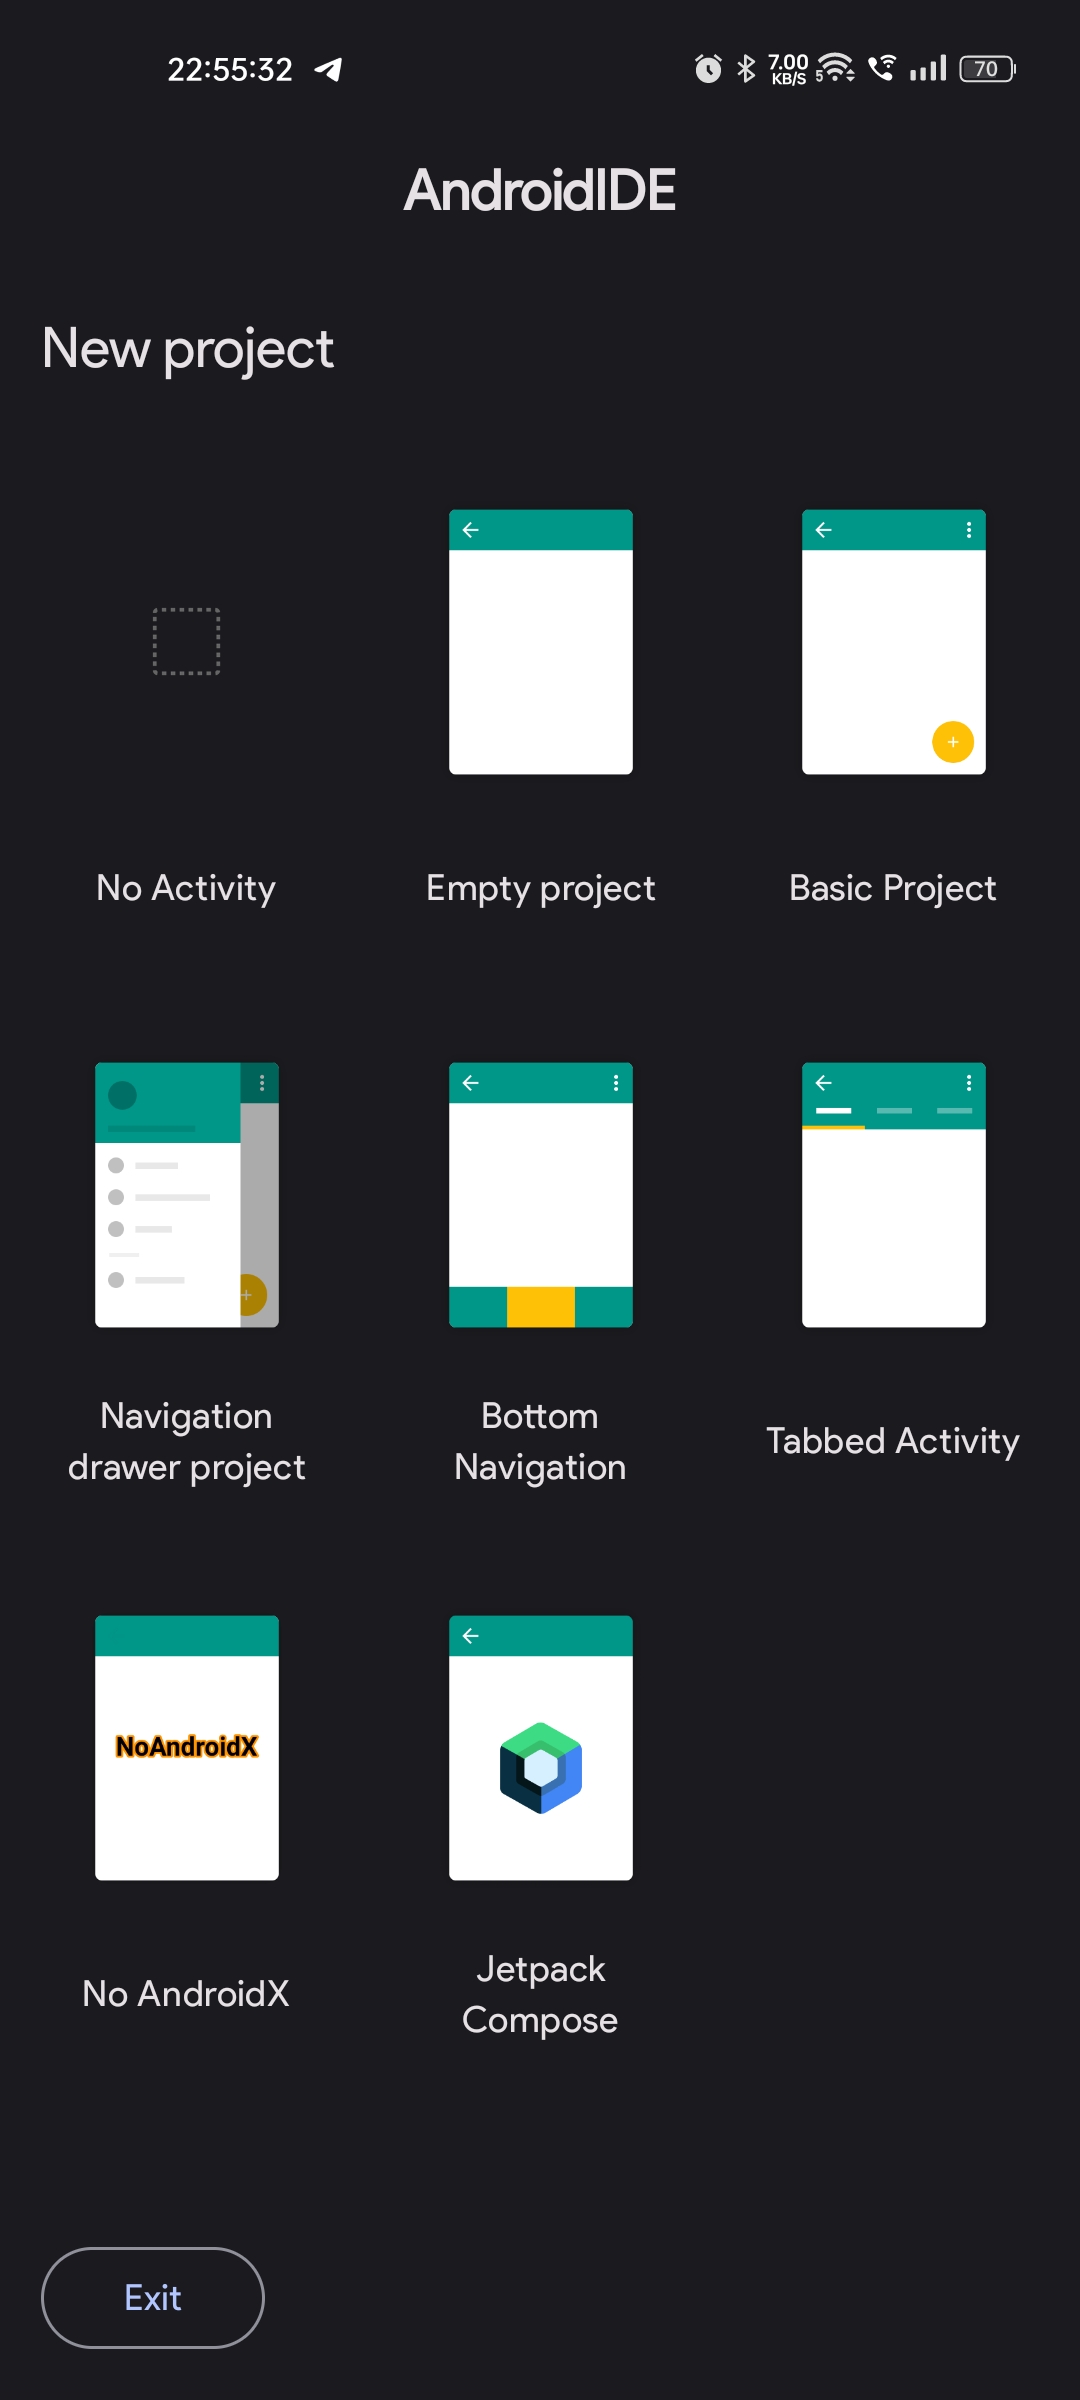 22:55:32
7.00
KB/S
5
70
AndroidIDE
New project
No Activity
Empty project
Basic Project
Navigation
drawer project
Bottom
Navigation
Tabbed Activity
NoAndroidX
No AndroidX
Jetpack
Compose
Exit